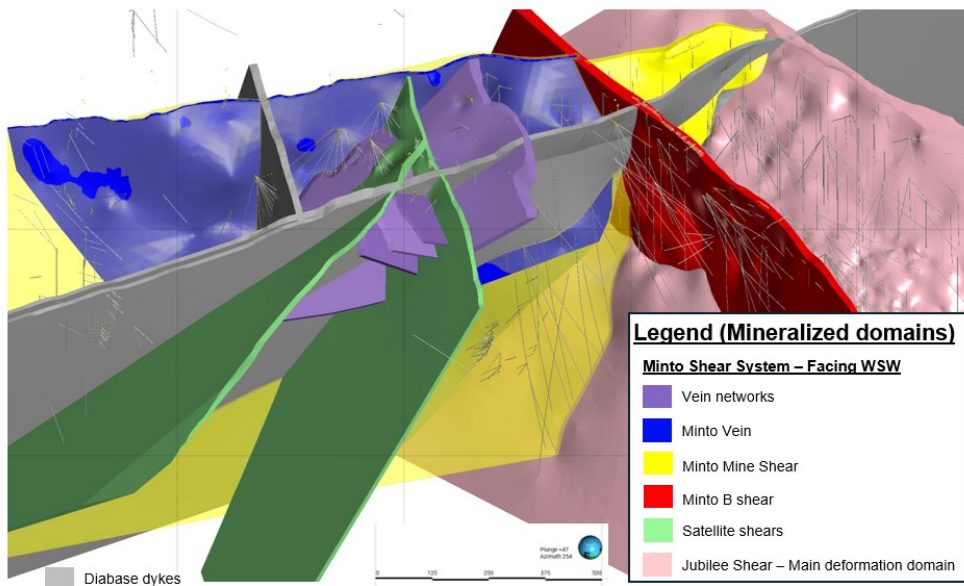 Legend (Mineralized domains)
Minto Shear System – Facing WSW
Vein networks
Minto Vein
Minto Mine Shear
Minto B shear
Satellite shears
Jubilee Shear – Main deformation domain
Plunge +47
Azimuth 254
0 125 250 375 500
Diabase dykes